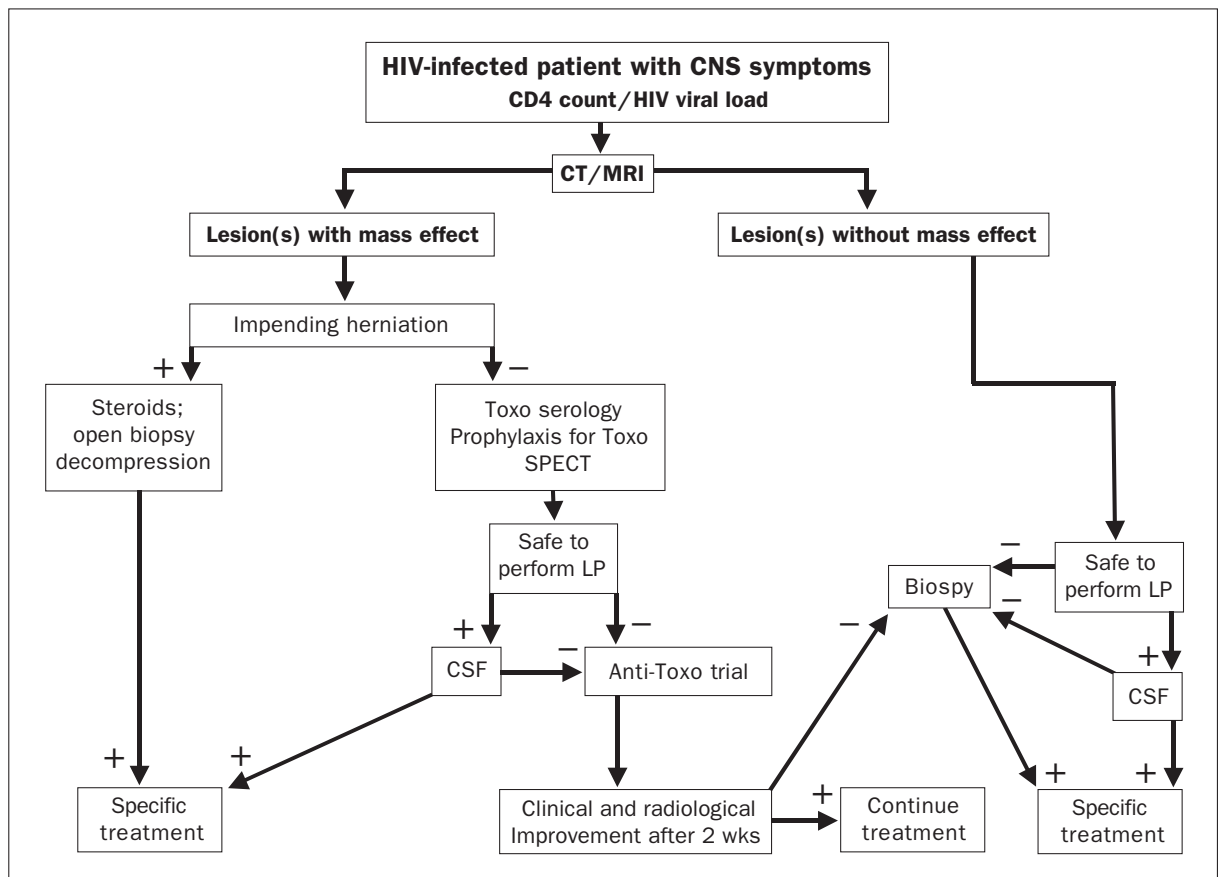 HIV-infected patient with CNS symptoms
CD4 count/HIV viral load
CT/MRI
Lesion(s) with mass effect
Lesion(s) without mass effect
Impending herniation
+
−
Steroids;
open biopsy
decompression
Toxo serology
Prophylaxis for Toxo
SPECT
Safe to
perform LP
+
−
CSF
−
Anti-Toxo trial
+
+
Specific
treatment
Clinical and radiological
Improvement after 2 wks
+
Continue
treatment
−
Biospy
−
−
Safe to
perform LP
+
CSF
+
+
Specific
treatment